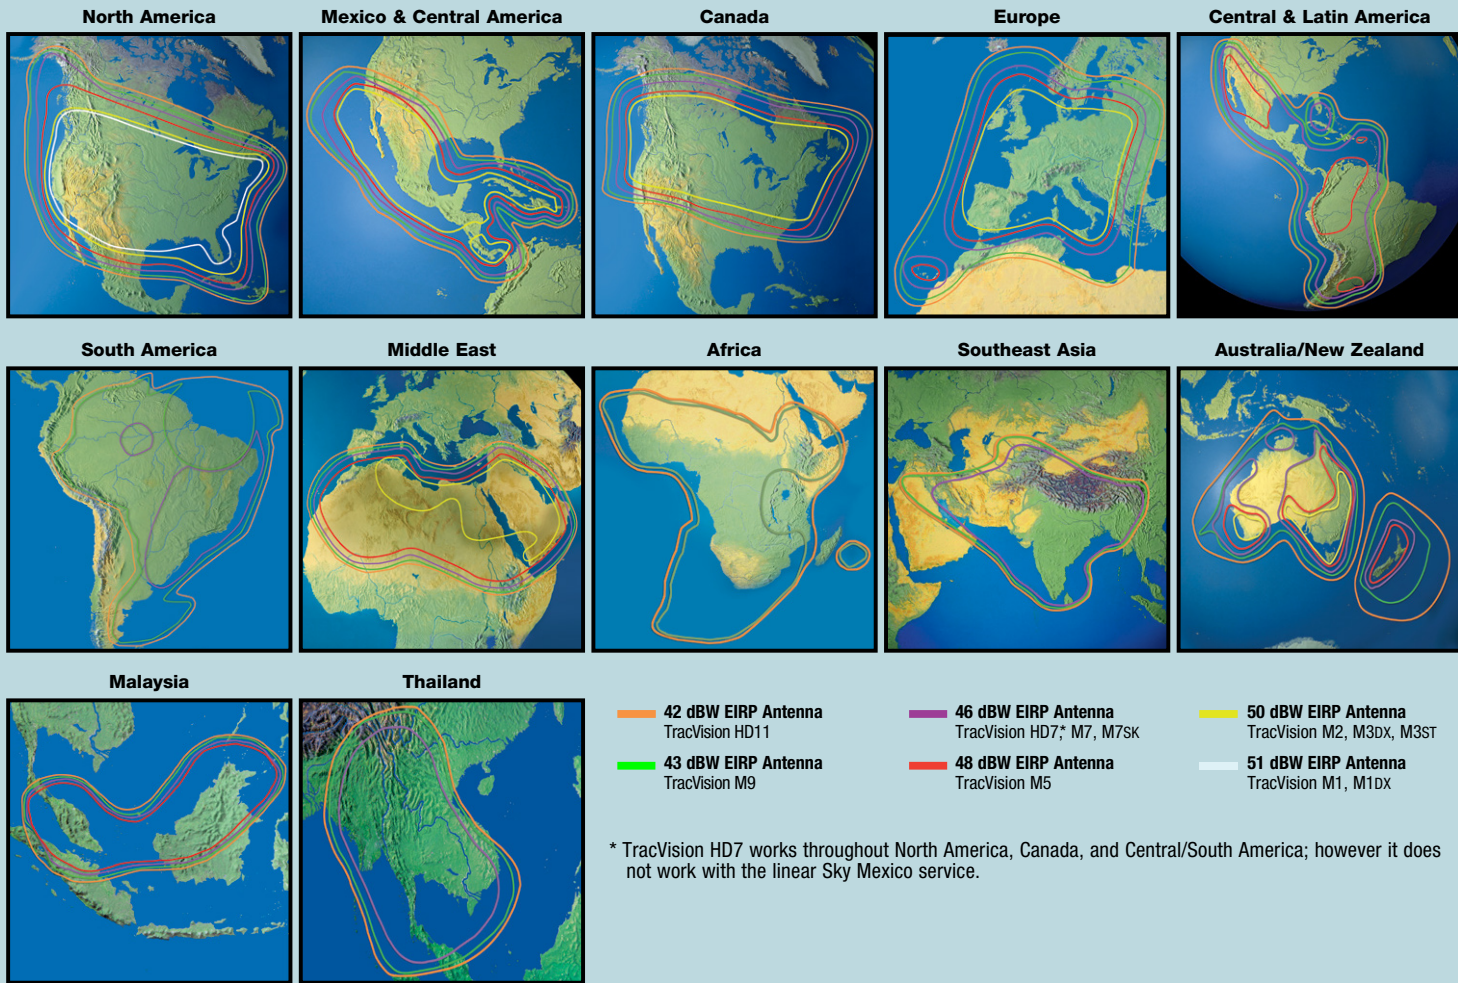 North America
Mexico & Central America
Canada
Europe
Central & Latin America
South America
Middle East
Africa
Southeast Asia
Australia/New Zealand
Malaysia
Thailand
42 dBW EIRP Antenna
TracVision HD11
43 dBW EIRP Antenna
TracVision M9
46 dBW EIRP Antenna
TracVision HD7,* M7, M7SK
48 dBW EIRP Antenna
TracVision M5
50 dBW EIRP Antenna
TracVision M2, M3DX, M3ST
51 dBW EIRP Antenna
TracVision M1, M1DX
* TracVision HD7 works throughout North America, Canada, and Central/South America; however it does
not work with the linear Sky Mexico service.